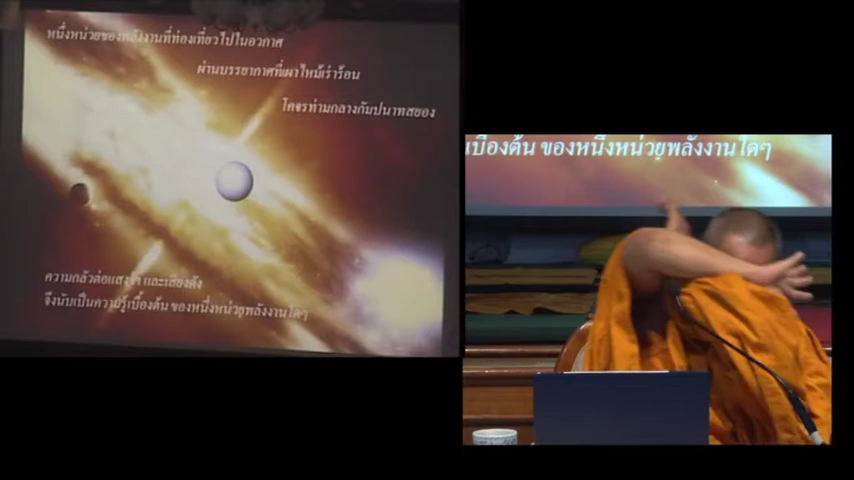 หนึ่งหน่วยของพลังงานที่ท่องเที่ยวไปในอวกาศ
ผ่านบรรยากาศที่เผาไหม้เร่าร้อน
โคจรท่ามกลางกัมปนาทสยอง
ความกลัวต่อแสงจ้า และเสียงดัง
จึงนับเป็นความรู้เบื้องต้น ของหนึ่งหน่วยพลังงานใดๆ
เบื้องต้น ของหนึ่งหน่วยพลังงานใดๆ